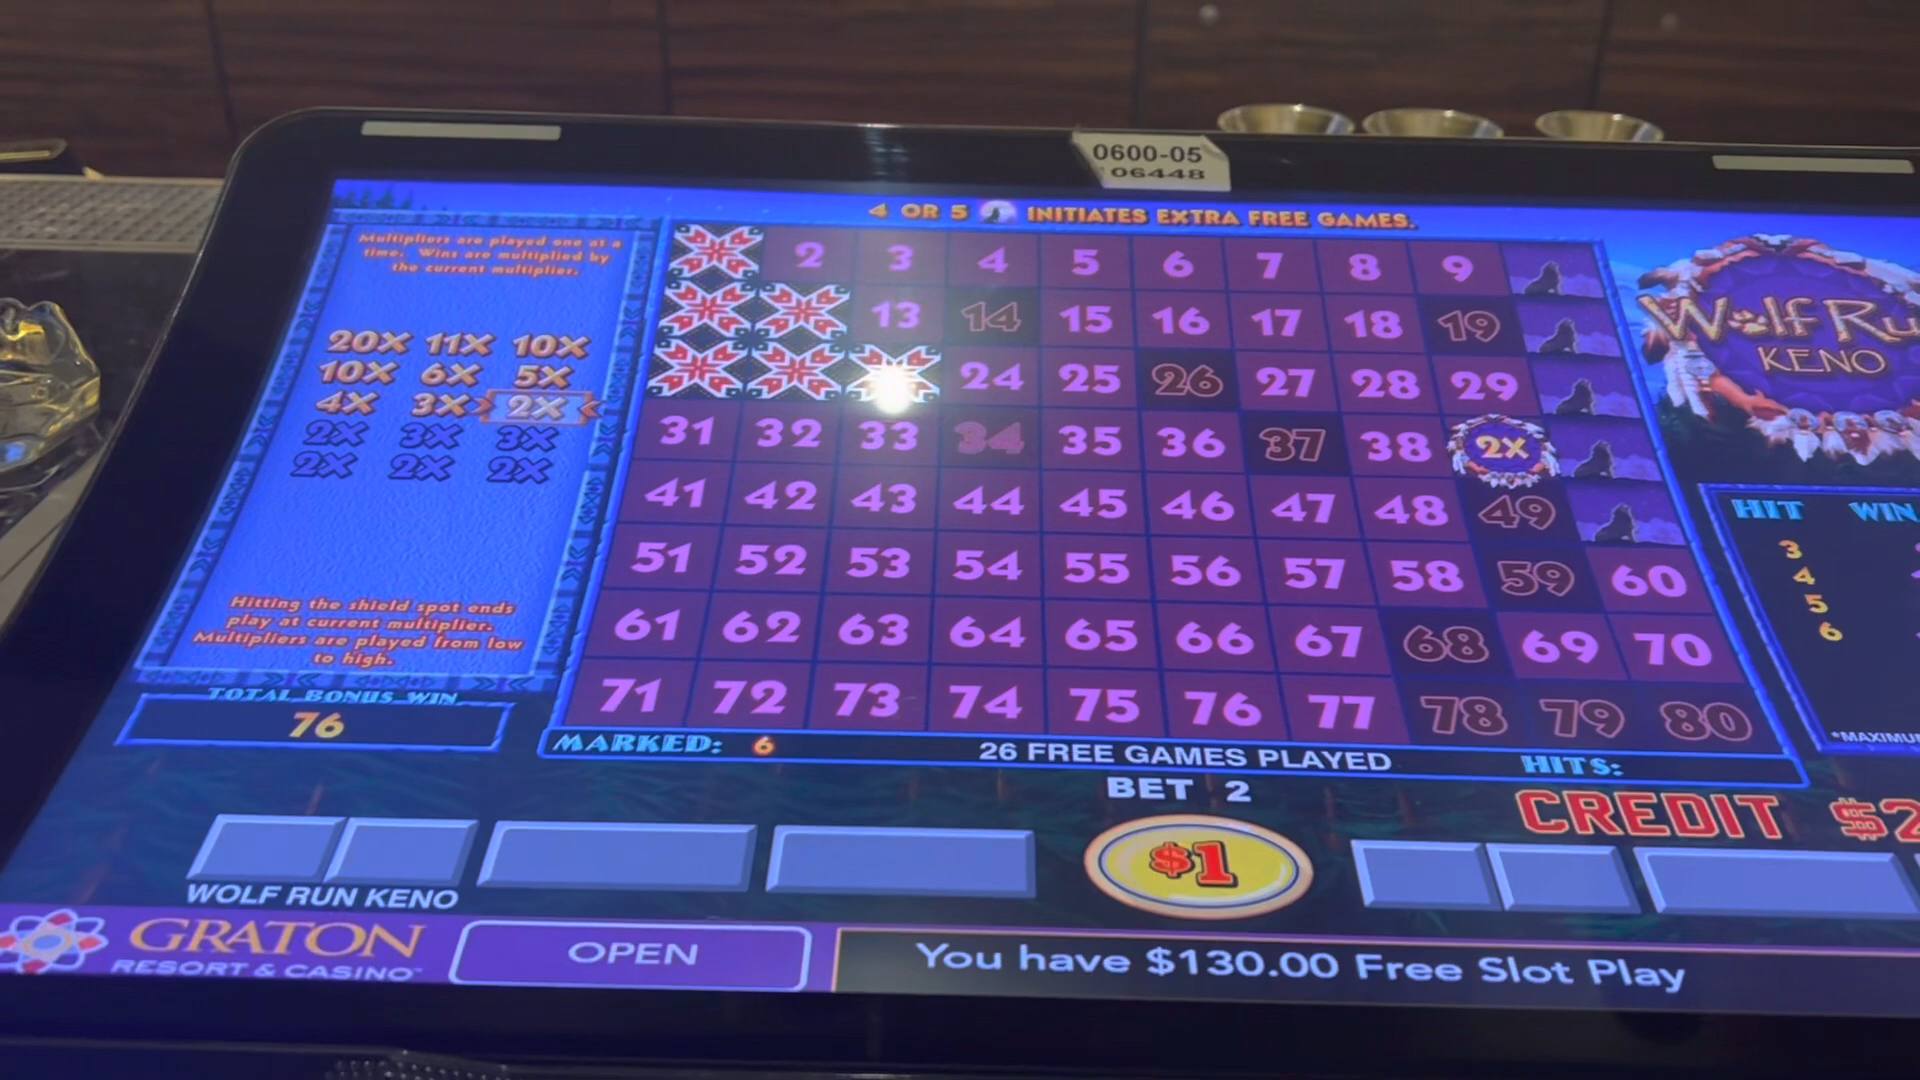 0600-05
06448
4 OR 5 INITIATES EXTRA FREE GAMES.
Multipliers are played one at a
time. Wins are multiplied by
the current multiplier.
20X 11X 10X
10X 6X 5X
4X 3X 2X
2X 3X 3X
2X 2X 2X
Hitting the shield spot ends
play at current multiplier.
Multipliers are played from low
to high.
TOTAL BONUS WIN
76
2 3 4 5 6 7 8 9
13 14 15 16 17 18 19
24 25 26 27 28 29
31 32 33 34 35 36 37 38 2X
41 42 43 44 45 46 47 48 49
51 52 53 54 55 56 57 58 59 60
61 62 63 64 65 66 67 68 69 70
71 72 73 74 75 76 77 78 79 80
MARKED: 6
26 FREE GAMES PLAYED
HITS:
Wolf Ru
KENO
HIT WIN
3
4
5
6
*MAXIMU
BET 2
CREDIT $2
$1
WOLF RUN KENO
GRATON
RESORT & CASINO
OPEN
You have $130.00 Free Slot Play